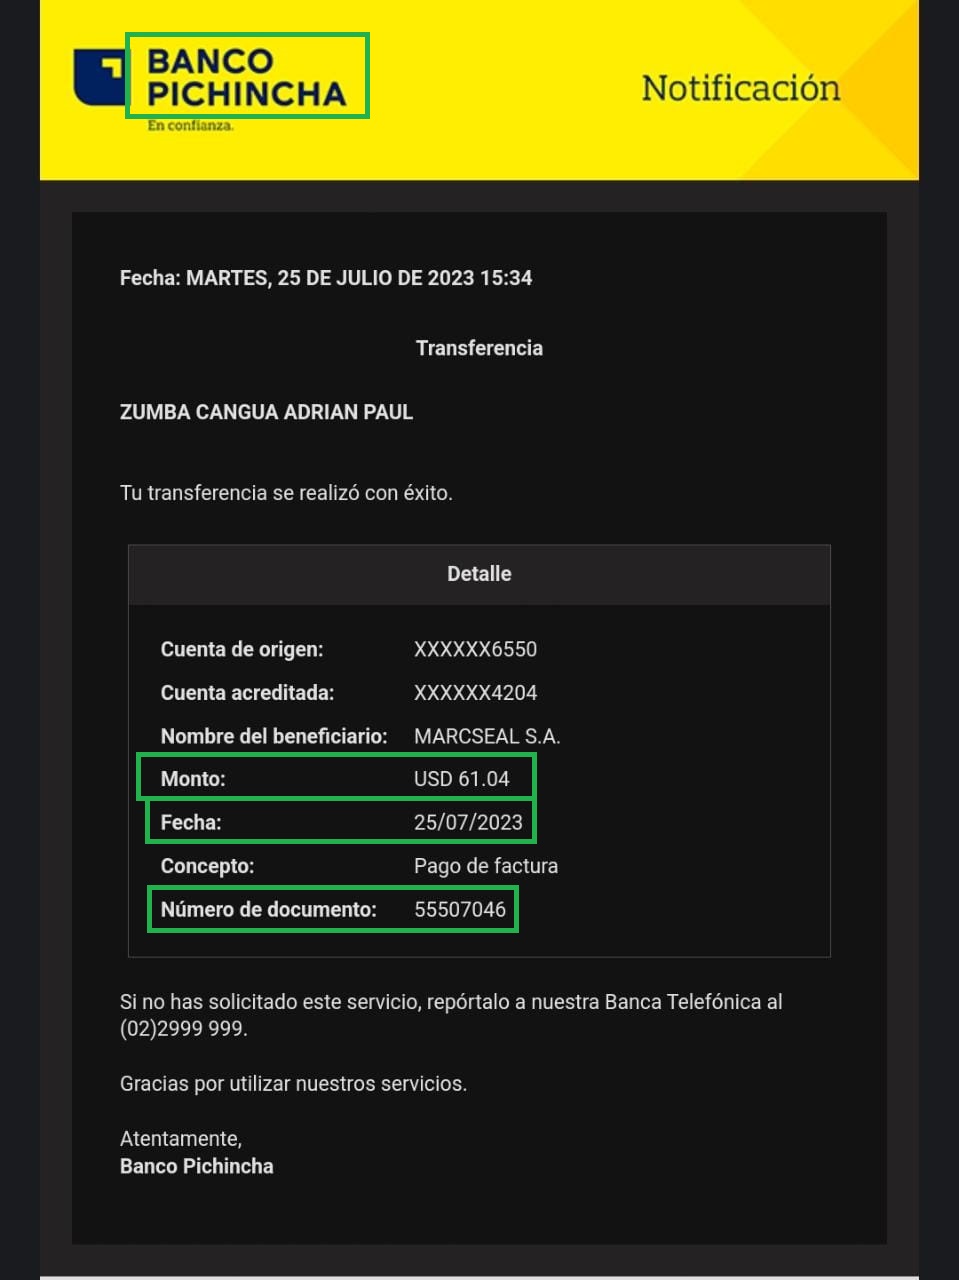 BANCO
PICHINCHA
En confianza.
Notificación
Fecha: MARTES, 25 DE JULIO DE 2023 15:34
Transferencia
ZUMBA CANGUA ADRIAN PAUL
Tu transferencia se realizó con éxito.
Detalle
Cuenta de origen: XXXXXX6550
Cuenta acreditada: XXXXXX4204
Nombre del beneficiario: MARCSEAL S.A.
Monto: USD 61.04
Fecha: 25/07/2023
Concepto: Pago de factura
Número de documento: 55507046
Si no has solicitado este servicio, repórtalo a nuestra Banca Telefónica al
(02)2999 999.
Gracias por utilizar nuestros servicios.
Atentamente,
Banco Pichincha